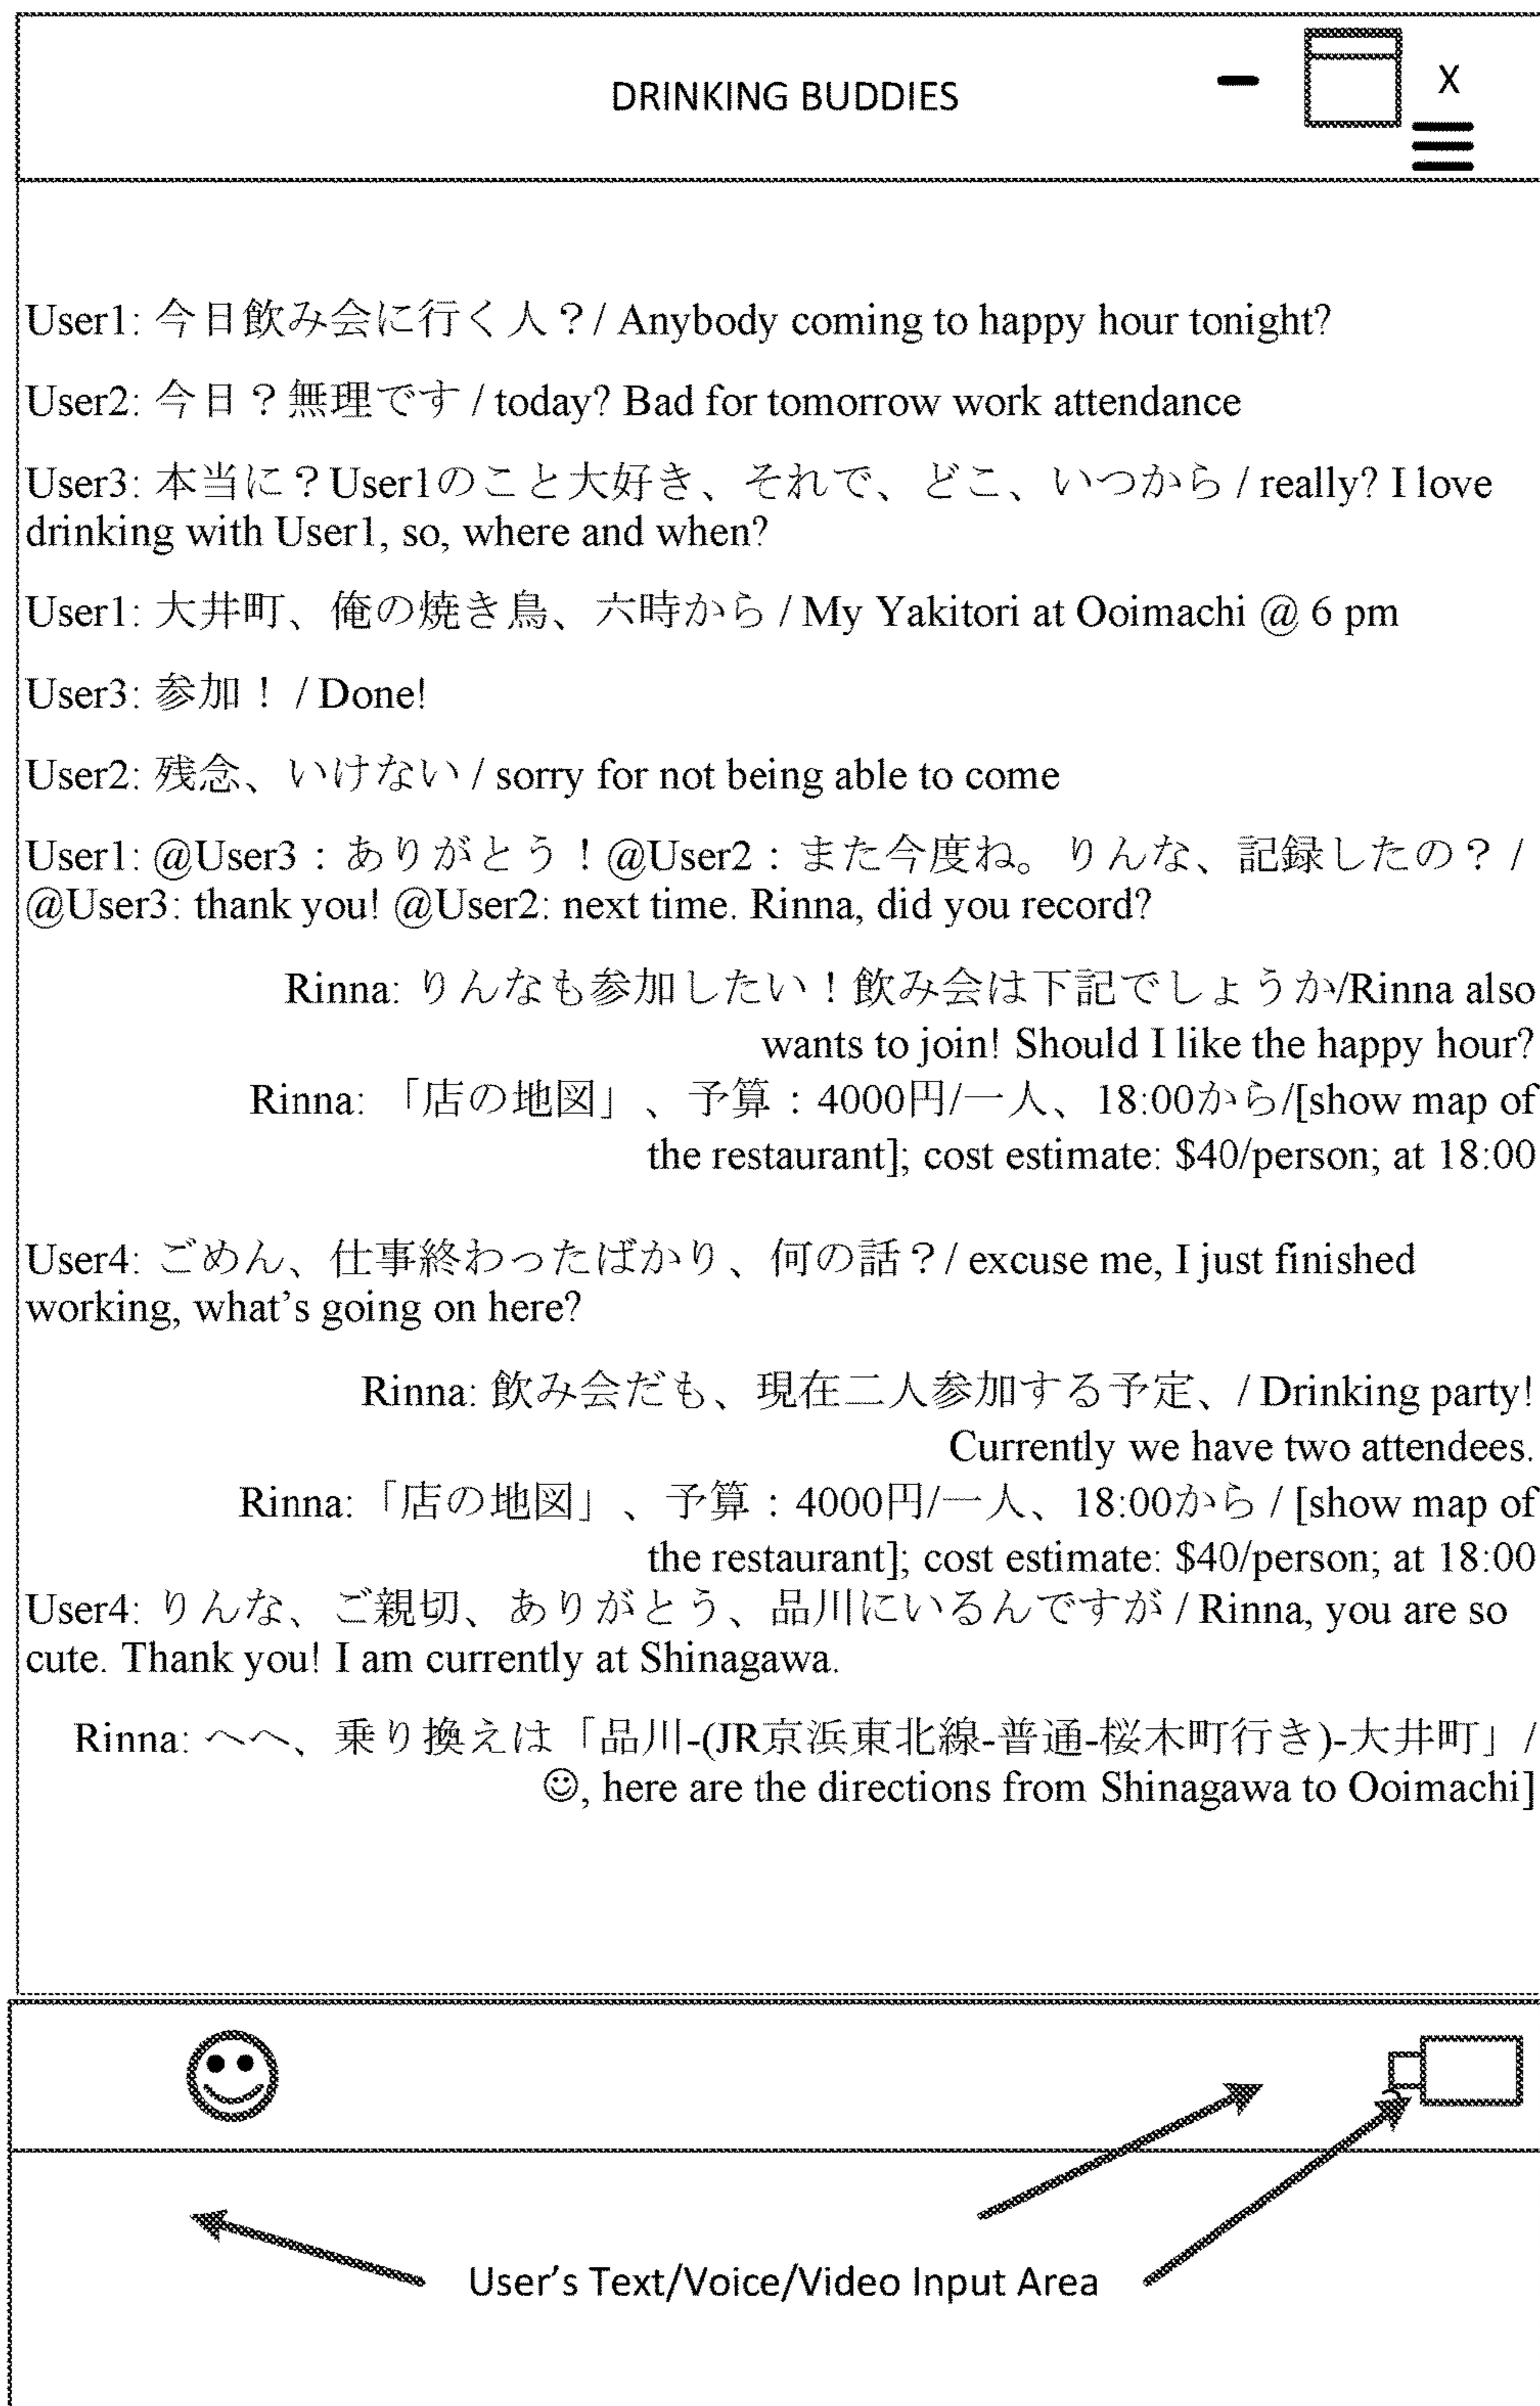 DRINKING BUDDIES
X
User1: 今日飲み会に行く人？/ Anybody coming to happy hour tonight?
User2: 今日？無理です / today? Bad for tomorrow work attendance
User3: 本当に？User1のこと大好き、それで、どこ、いつから / really? I love
drinking with User1, so, where and when?
User1: 大井町、俺の焼き鳥、六時から / My Yakitori at Ooimachi @ 6 pm
User3: 参加！ / Done!
User2: 残念、いけない / sorry for not being able to come
User1: @User3：ありがとう！@User2：また今度ね。りんな、記録したの？ /
@User3: thank you! @User2: next time. Rinna, did you record?
Rinna: りんなも参加したい！飲み会は下記でしょうか/Rinna also
wants to join! Should I like the happy hour?
Rinna: 「店の地図」、予算：4000円/一人、18:00から/[show map of
the restaurant]; cost estimate: $40/person; at 18:00
User4: ごめん、仕事終わったばかり、何の話？/ excuse me, I just finished
working, what's going on here?
Rinna: 飲み会だも、現在二人参加する予定、/ Drinking party!
Currently we have two attendees.
Rinna:「店の地図」、予算：4000円/一人、18:00から / [show map of
the restaurant]; cost estimate: $40/person; at 18:00
User4: りんな、ご親切、ありがとう、品川にいるんですが / Rinna, you are so
cute. Thank you! I am currently at Shinagawa.
Rinna: へへ、乗り換えは「品川-(JR京浜東北線-普通-桜木町行き)-大井町」/
☺, here are the directions from Shinagawa to Ooimachi]
User's Text/Voice/Video Input Area